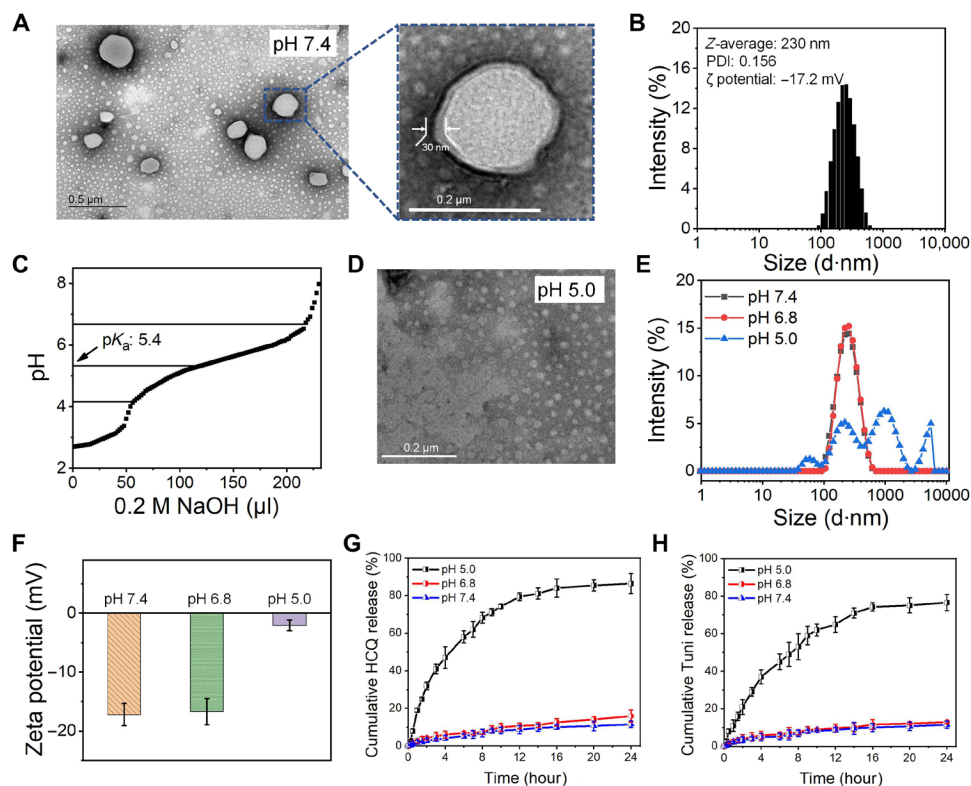 A
pH 7.4
0.5 µm
30 nm
0.2 µm
B
Intensity (%)
16
12
8
4
0
Z-average: 230 nm
PDI: 0.156
ζ potential: –17.2 mV
1
10
100
1000
10,000
Size (d·nm)
C
pH
8
6
4
2
pKa: 5.4
0
50
100
150
200
0.2 M NaOH (µl)
D
pH 5.0
0.2 µm
E
Intensity (%)
20
15
10
5
0
pH 7.4
pH 6.8
pH 5.0
1
10
100
1000
10000
Size (d·nm)
F
Zeta potential (mV)
0
–10
–20
pH 7.4
pH 6.8
pH 5.0
G
Cumulative HCQ release (%)
100
80
60
40
20
0
pH 5.0
pH 6.8
pH 7.4
0
4
8
12
16
20
24
Time (hour)
H
Cumulative Tuni release (%)
100
80
60
40
20
0
pH 5.0
pH 6.8
pH 7.4
0
4
8
12
16
20
24
Time (hour)